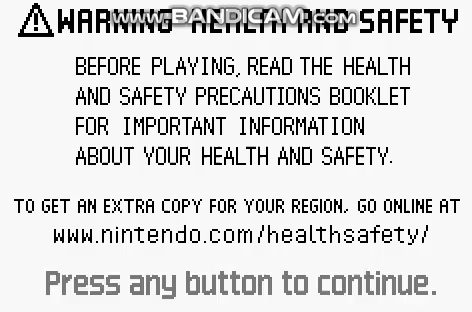 www.BANDICAM.com
⚠WARNING-HEALTH AND SAFETY
BEFORE PLAYING, READ THE HEALTH
AND SAFETY PRECAUTIONS BOOKLET
FOR IMPORTANT INFORMATION
ABOUT YOUR HEALTH AND SAFETY.
TO GET AN EXTRA COPY FOR YOUR REGION, GO ONLINE AT
www.nintendo.com/healthsafety/
Press any button to continue.